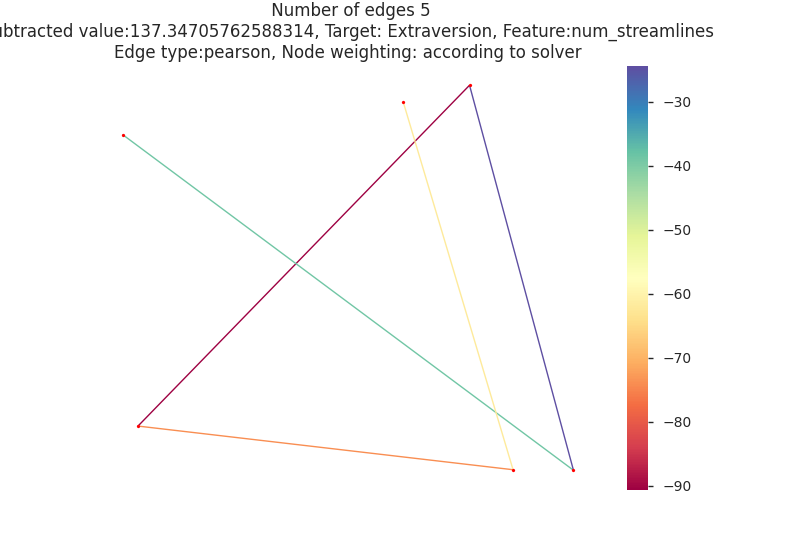 Number of edges 5
ubtracted value:137.34705762588314, Target: Extraversion, Feature:num_streamlines
Edge type:pearson, Node weighting: according to solver
−30
−40
−50
−60
−70
−80
−90